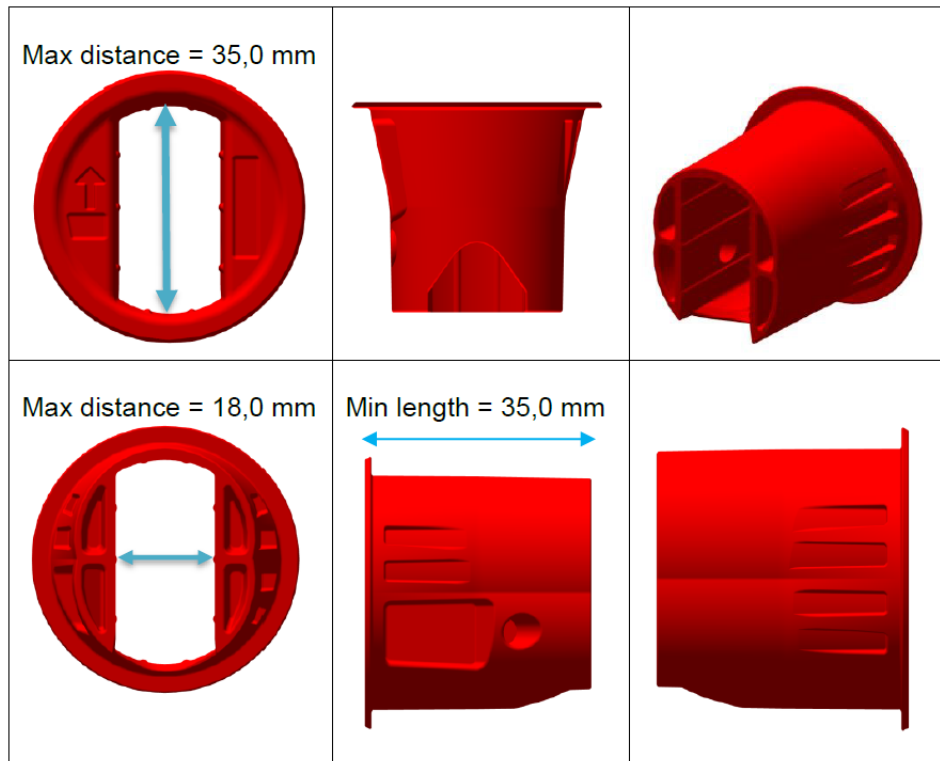 Max distance = 35,0 mm
Max distance = 18,0 mm
Min length = 35,0 mm